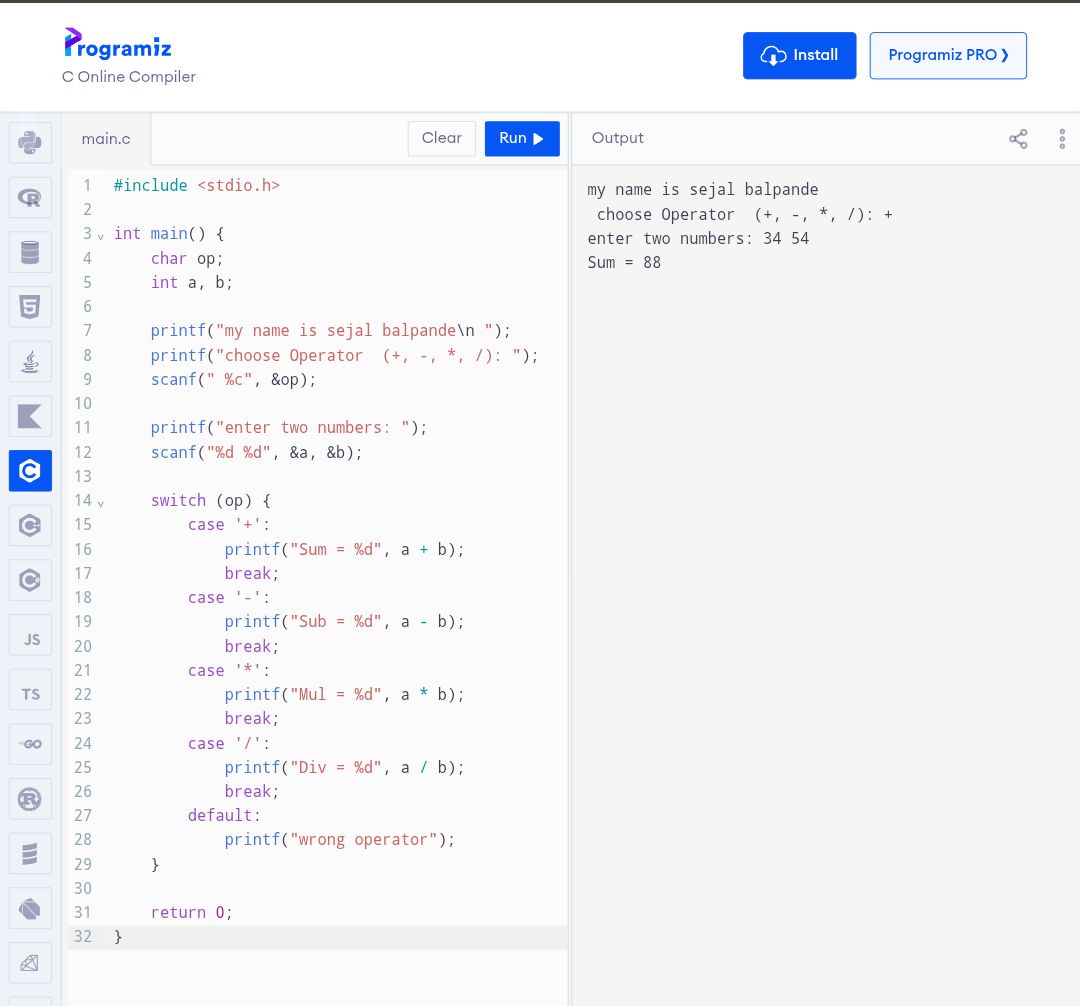 Programiz
C Online Compiler
Install
Programiz PRO ❯
main.c
Clear
Run
Output
1 #include <stdio.h>
2
3 int main() {
4     char op;
5     int a, b;
6
7     printf("my name is sejal balpande\n ");
8     printf("choose Operator  (+, -, *, /): ");
9     scanf(" %c", &op);
10
11     printf("enter two numbers: ");
12     scanf("%d %d", &a, &b);
13
14     switch (op) {
15         case '+':
16             printf("Sum = %d", a + b);
17             break;
18         case '-':
19             printf("Sub = %d", a - b);
20             break;
21         case '*':
22             printf("Mul = %d", a * b);
23             break;
24         case '/':
25             printf("Div = %d", a / b);
26             break;
27         default:
28             printf("wrong operator");
29     }
30
31     return 0;
32 }
my name is sejal balpande
 choose Operator  (+, -, *, /): +
enter two numbers: 34 54
Sum = 88
R
5
C
C
C
JS
TS
GO
R